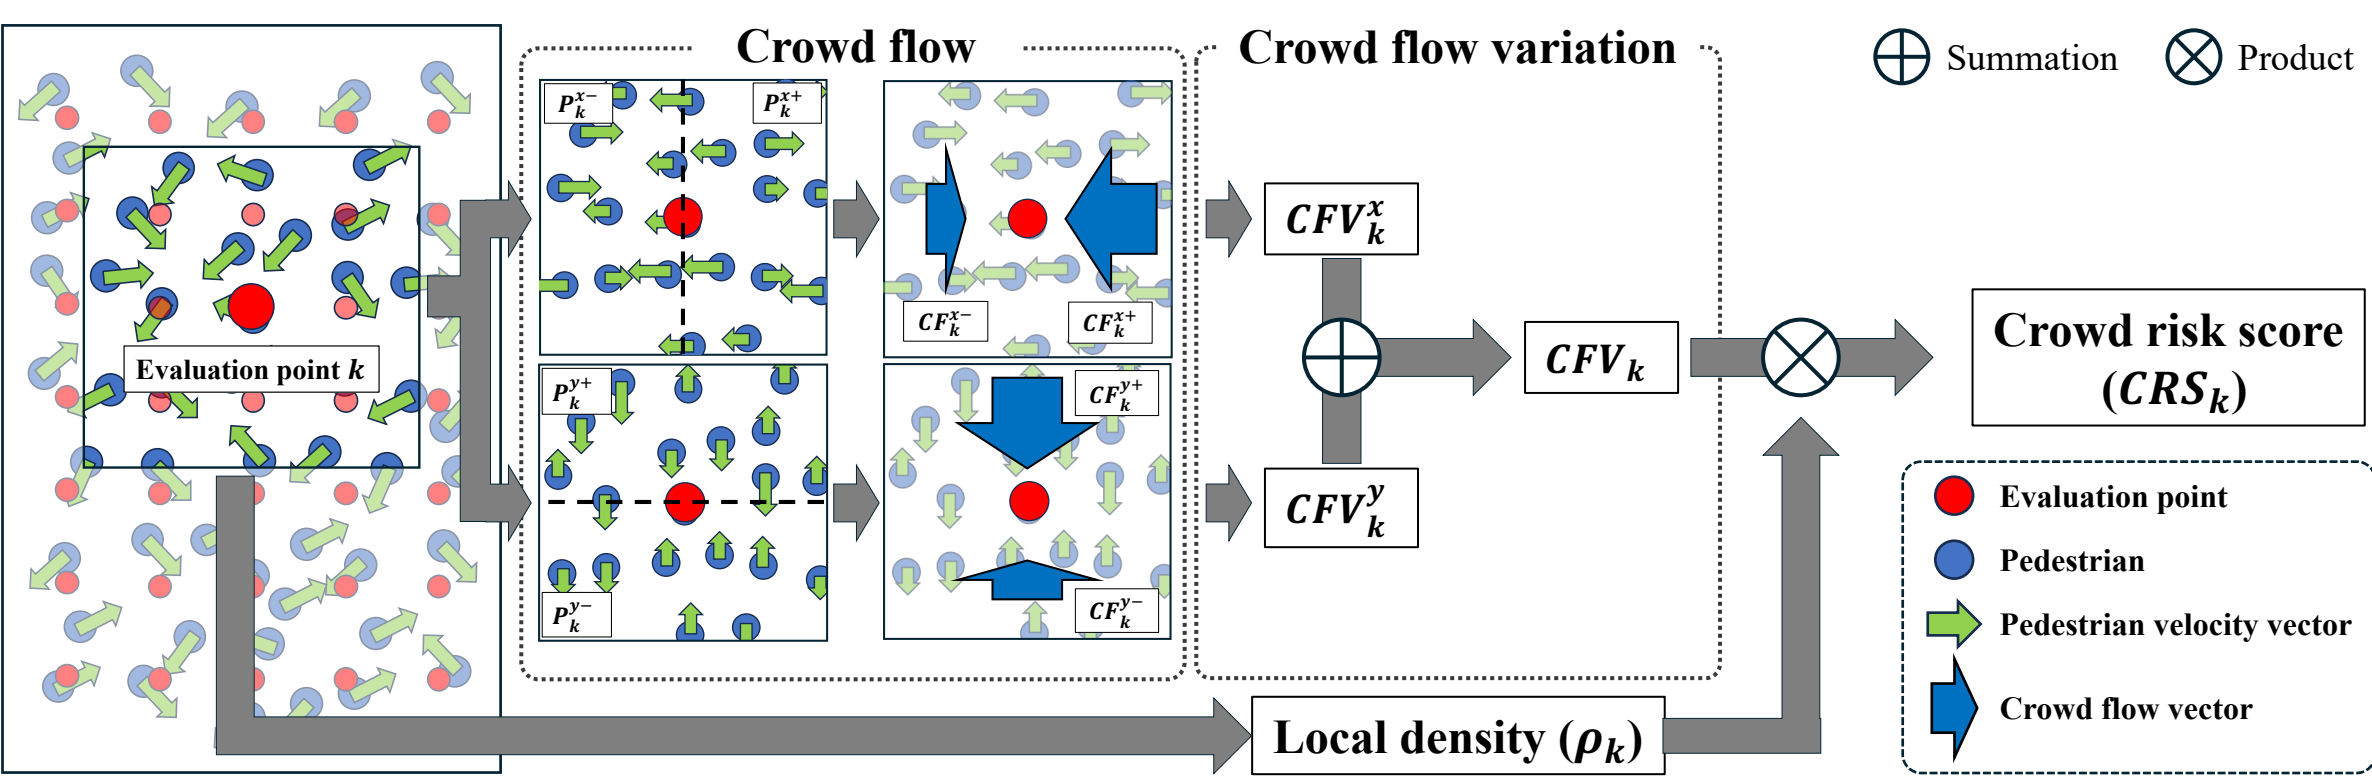 Crowd flow
Crowd flow variation
Summation
Product
P_k^{x-}
P_k^{x+}
CF_k^{x-}
CF_k^{x+}
CFV_k^x
Evaluation point k
P_k^{y+}
P_k^{y-}
CF_k^{y+}
CF_k^{y-}
CFV_k^y
CFV_k
Crowd risk score
(CRS_k)
Local density (ρ_k)
Evaluation point
Pedestrian
Pedestrian velocity vector
Crowd flow vector